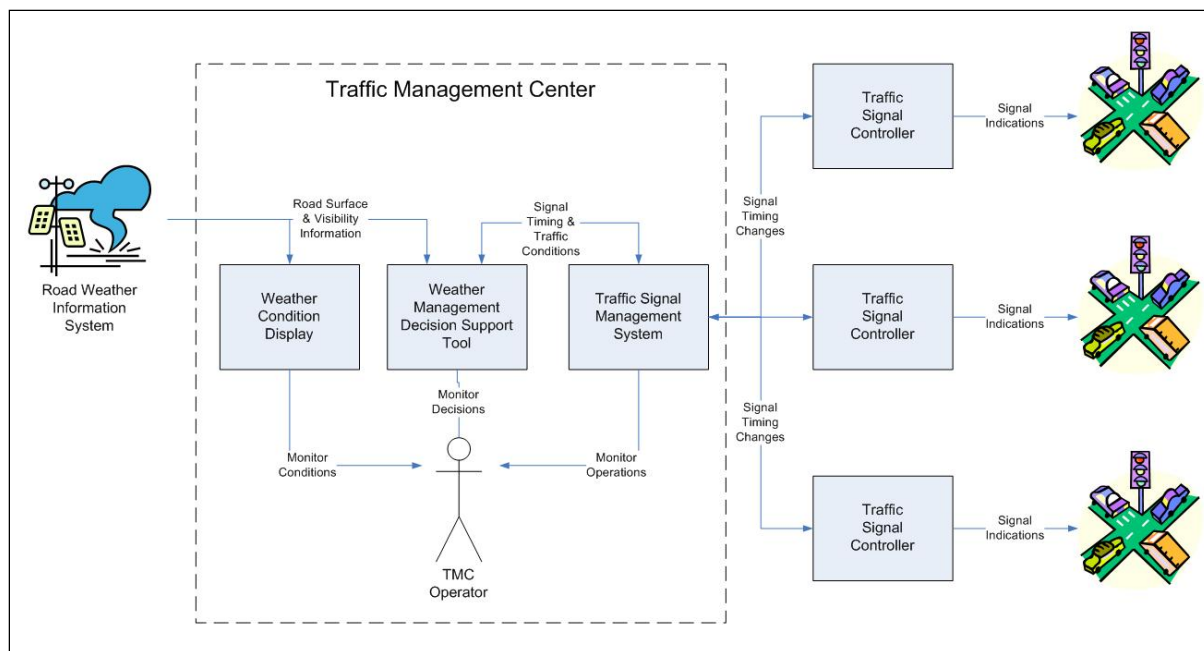 Traffic Management Center
Road Weather
Information
System
Road Surface
& Visibility
Information
Signal
Timing &
Traffic
Conditions
Weather
Condition
Display
Weather
Management
Decision Support
Tool
Traffic Signal
Management
System
Monitor
Conditions
Monitor
Decisions
Monitor
Operations
TMC
Operator
Signal
Timing
Changes
Signal
Timing
Changes
Traffic
Signal
Controller
Signal
Indications
Traffic
Signal
Controller
Signal
Indications
Traffic
Signal
Controller
Signal
Indications